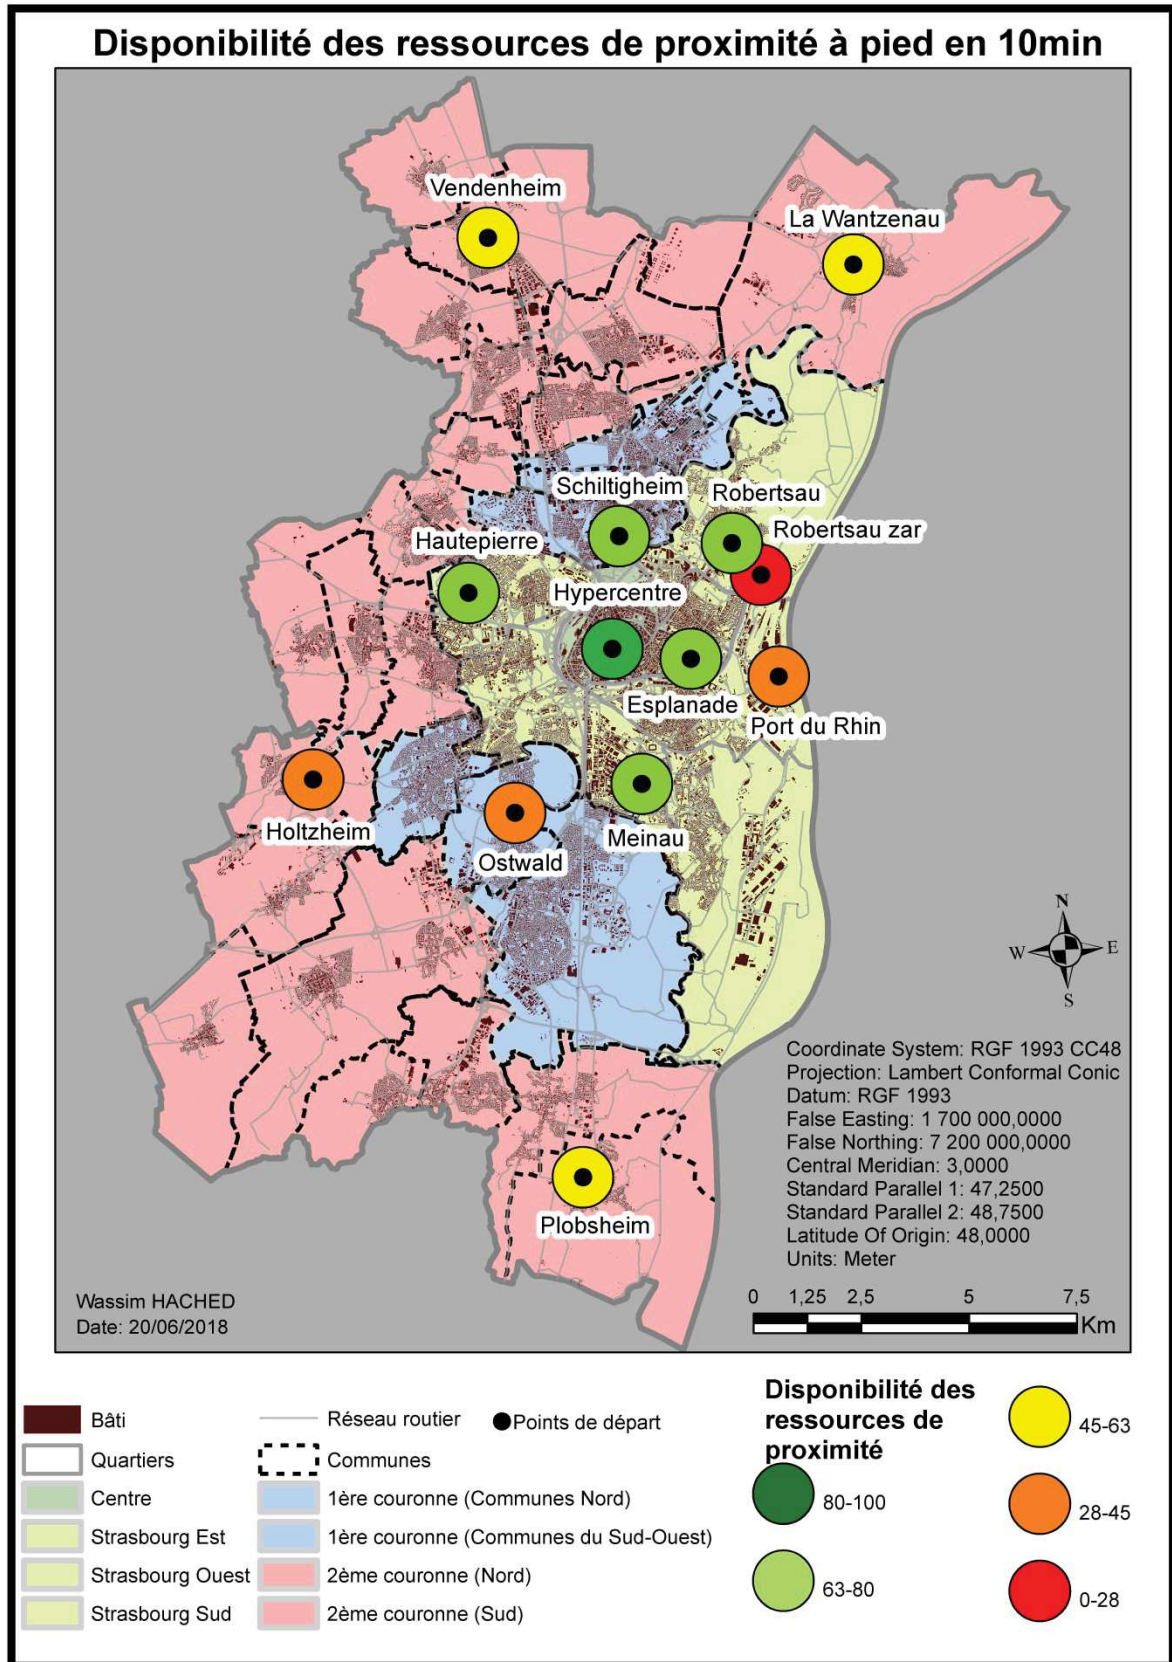 Disponibilité des ressources de proximité à pied en 10min
Vendenheim
La Wantzenau
Schiltigheim
Robertsau
Hautepierre
Robertsau zar
Hypercentre
Esplanade
Port du Rhin
Holtzheim
Ostwald
Meinau
Plobsheim
N
W
E
S
Coordinate System: RGF 1993 CC48
Projection: Lambert Conformal Conic
Datum: RGF 1993
False Easting: 1 700 000,0000
False Northing: 7 200 000,0000
Central Meridian: 3,0000
Standard Parallel 1: 47,2500
Standard Parallel 2: 48,7500
Latitude Of Origin: 48,0000
Units: Meter
0 1,25 2,5 5 7,5
Km
Wassim HACHED
Date: 20/06/2018
Bâti
Quartiers
Centre
Strasbourg Est
Strasbourg Ouest
Strasbourg Sud
Réseau routier
Points de départ
Communes
1ère couronne (Communes Nord)
1ère couronne (Communes du Sud-Ouest)
2ème couronne (Nord)
2ème couronne (Sud)
Disponibilité des
ressources de
proximité
80-100
63-80
45-63
28-45
0-28